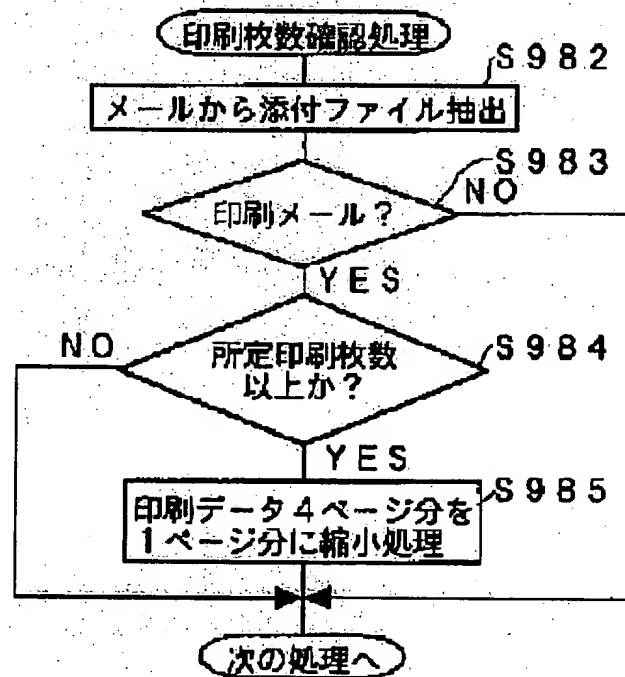 印刷枚数確認処理
S982
メールから添付ファイル抽出
S983
NO
印刷メール?
YES
NO
所定印刷枚数
以上か?
S984
YES
S985
印刷データ4ページ分を
1ページ分に縮小処理
次の処理へ